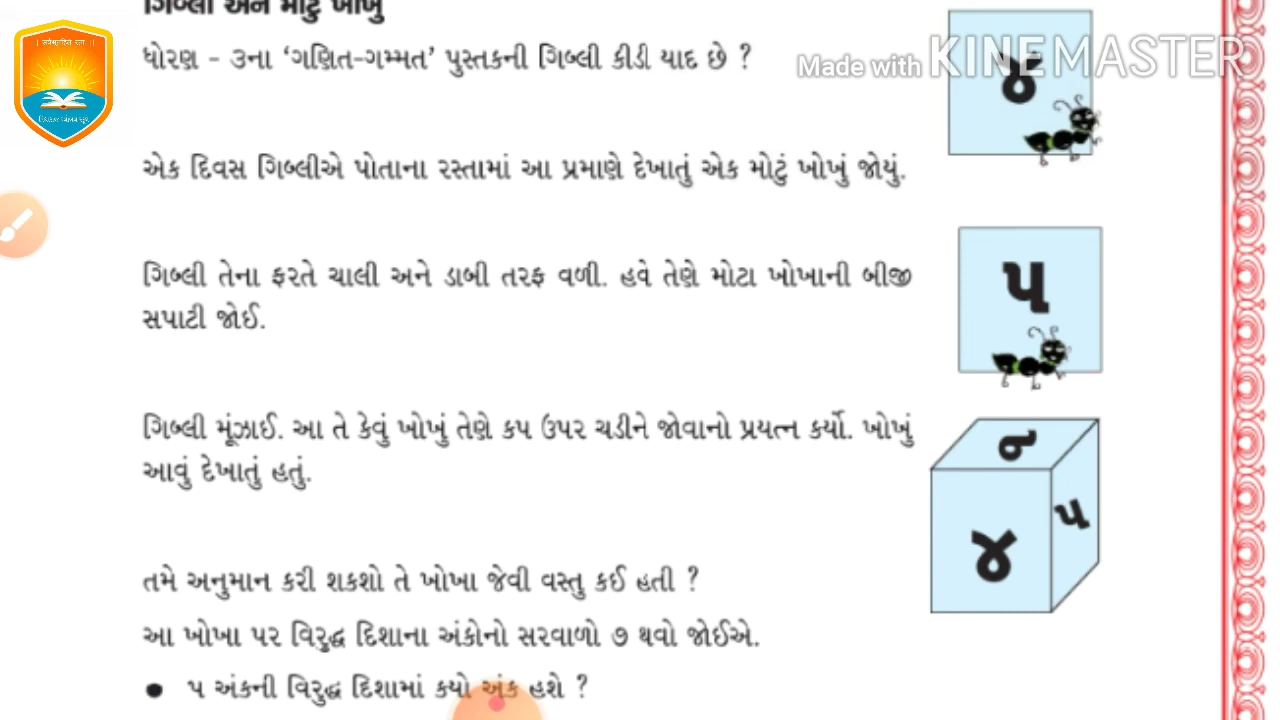 ગિબ્લી અને મોટું ખોખું
ધોરણ - ૩ના ‘ગણિત-ગમ્મત’ પુસ્તકની ગિબ્લી કીડી યાદ છે ?
Made with KINEMASTER
૪
એક દિવસ ગિબ્લીએ પોતાના રસ્તામાં આ પ્રમાણે દેખાતું એક મોટું ખોખું જોયું.
ગિબ્લી તેના ફરતે ચાલી અને ડાબી તરફ વળી. હવે તેણે મોટા ખોખાની બીજી
સપાટી જોઈ.
૫
ગિબ્લી મૂંઝાઈ. આ તે કેવું ખોખું તેણે કપ ઉપર ચડીને જોવાનો પ્રયત્ન કર્યો. ખોખું
આવું દેખાતું હતું.
૧
૫
૪
તમે અનુમાન કરી શકશો તે ખોખા જેવી વસ્તુ કઈ હતી ?
આ ખોખા પર વિરુદ્ધ દિશાના અંકોનો સરવાળો ૭ થવો જોઈએ.
● ૫ અંકની વિરુદ્ધ દિશામાં કયો અંક હશે ?